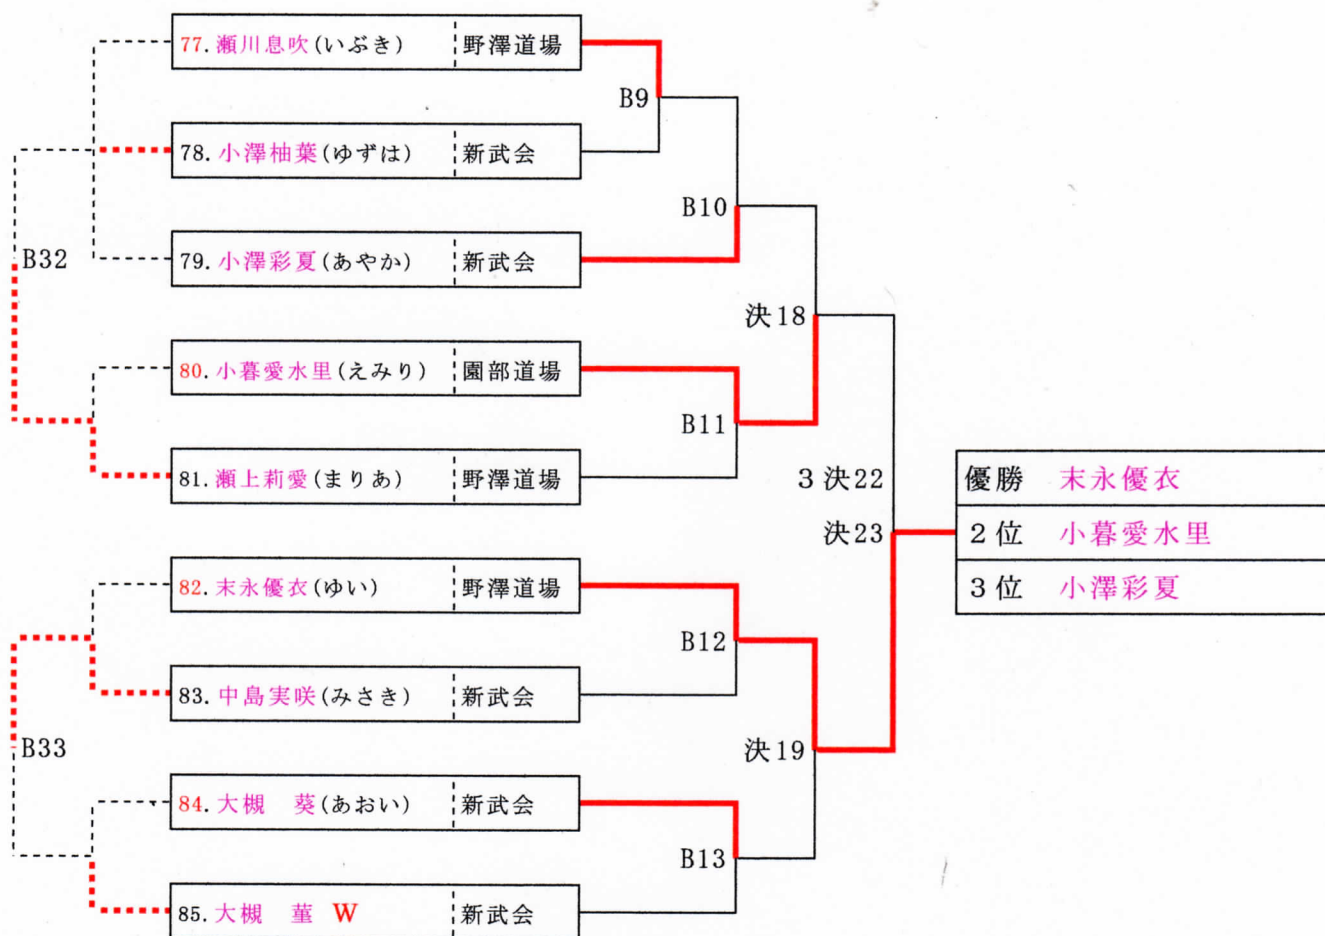 77. 瀬川息吹(いぶき) 野澤道場
B9
78. 小澤柚葉(ゆずは) 新武会
B10
79. 小澤彩夏(あやか) 新武会
B32
決18
80. 小暮愛水里(えみり) 園部道場
B11
81. 瀬上莉愛(まりあ) 野澤道場
3決22
優勝 末永優衣
決23
2位 小暮愛水里
3位 小澤彩夏
82. 末永優衣(ゆい) 野澤道場
B12
83. 中島実咲(みさき) 新武会
B33
決19
84. 大槻 葵(あおい) 新武会
B13
85. 大槻 菫 W 新武会